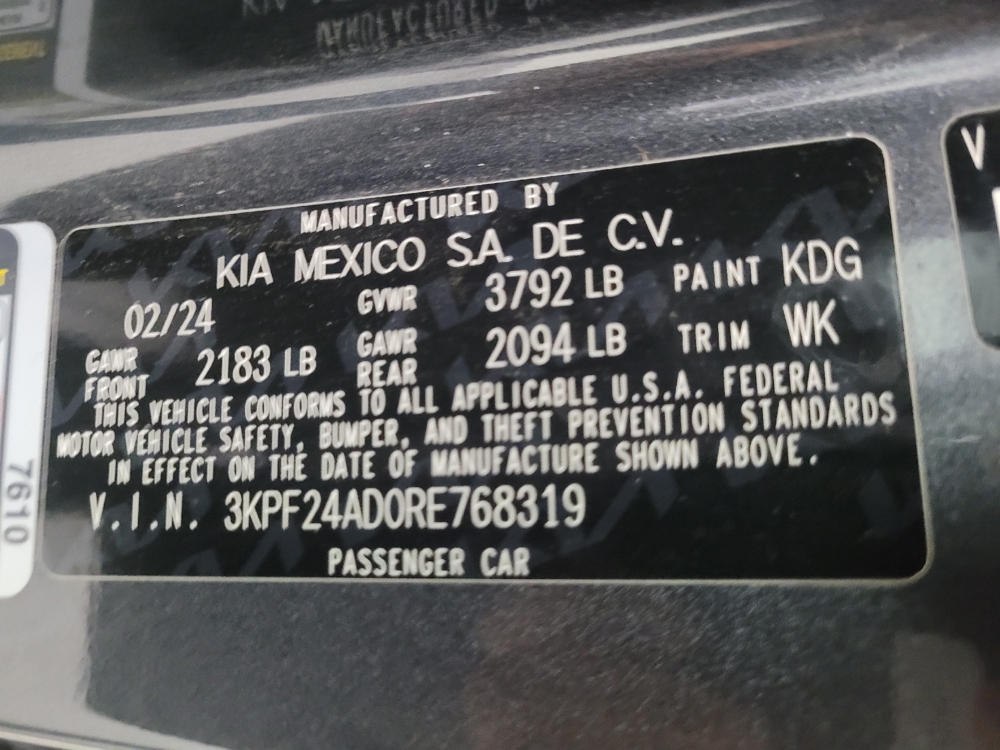 MANUFACTURED BY
KIA MEXICO S.A. DE C.V.
02/24 GVWR 3792 LB PAINT KDG
GAWR FRONT 2183 LB GAWR REAR 2094 LB TRIM WK
THIS VEHICLE CONFORMS TO ALL APPLICABLE U.S.A. FEDERAL
MOTOR VEHICLE SAFETY, BUMPER, AND THEFT PREVENTION STANDARDS
IN EFFECT ON THE DATE OF MANUFACTURE SHOWN ABOVE.
V.I.N. 3KPF24AD0RE768319
PASSENGER CAR
7610
V